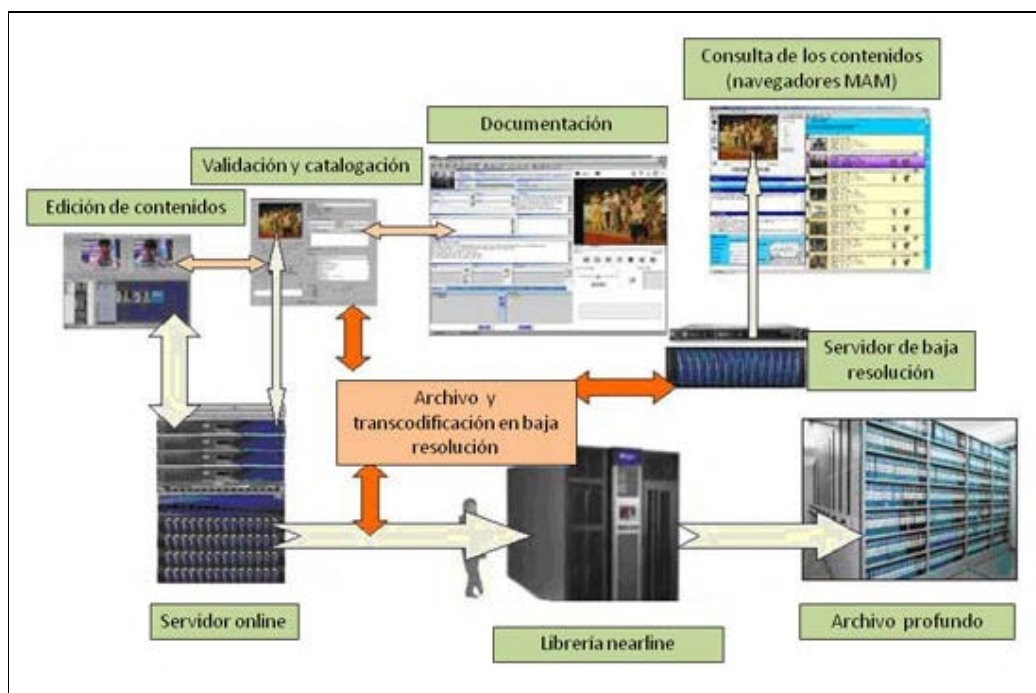 Consulta de los contenidos
(navegadores MAM)
Documentación
Validación y catalogación
Edición de contenidos
Servidor de baja
resolución
Archivo y
transcodificación en baja
resolución
Servidor online
Librería nearline
Archivo profundo